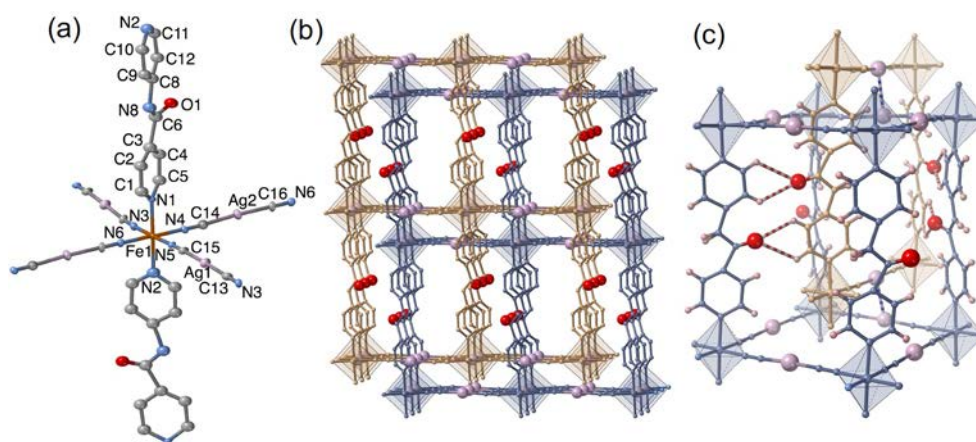 (a)
N2
C11
C10
C12
C9
C8
N8
O1
C6
C3
C4
C2
C5
C1
N1
Ag2 C16 N6
N3 N4 C14
N6
Fe1 N5 C15
Ag1
N2 C13 N3
(b)
(c)